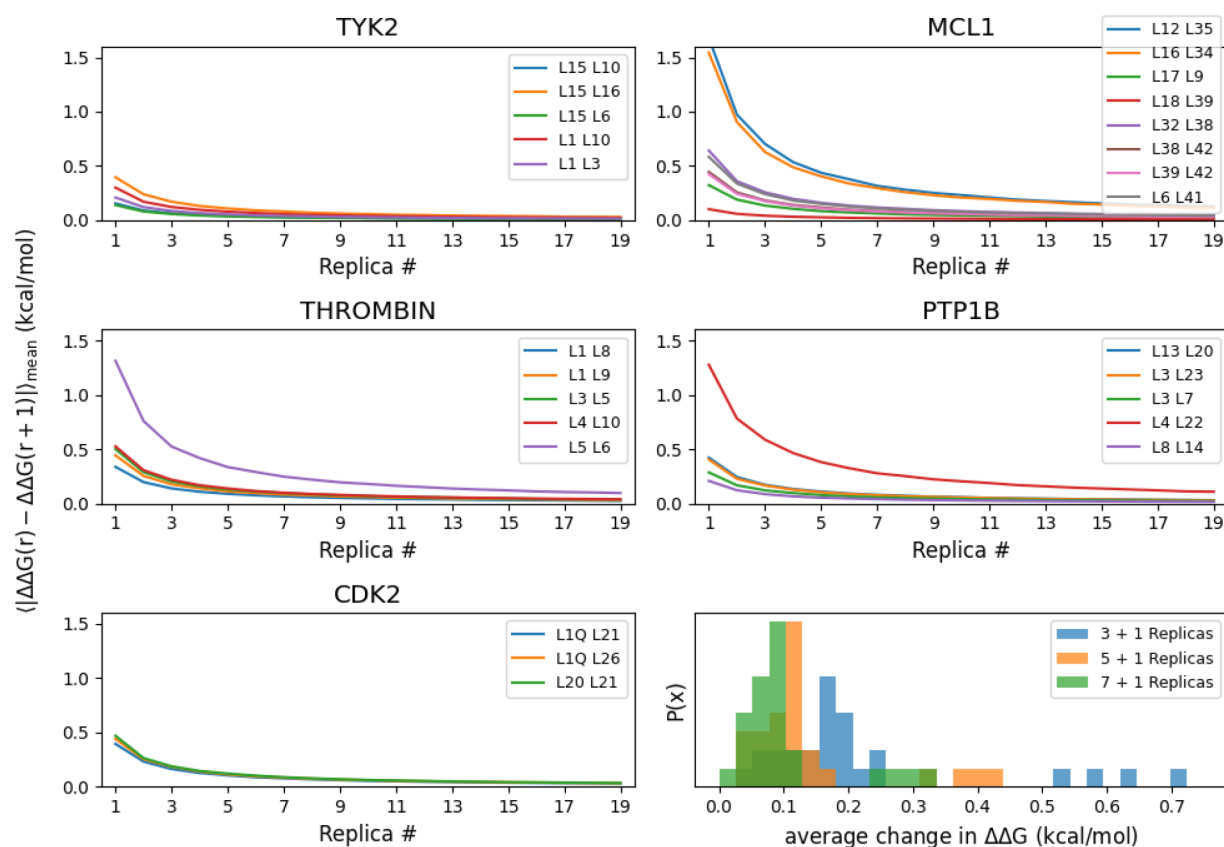 TYK2
1.5
1.0
0.5
0.0
L15 L10
L15 L16
L15 L6
L1 L10
L1 L3
1 3 5 7 9 11 13 15 17 19
Replica #
MCL1
1.5
1.0
0.5
0.0
L12 L35
L16 L34
L17 L9
L18 L39
L32 L38
L38 L42
L39 L42
L6 L41
1 3 5 7 9 11 13 15 17 19
Replica #
⟨|ΔΔG(r) − ΔΔG(r + 1)|⟩mean (kcal/mol)
THROMBIN
1.5
1.0
0.5
0.0
L1 L8
L1 L9
L3 L5
L4 L10
L5 L6
1 3 5 7 9 11 13 15 17 19
Replica #
PTP1B
1.5
1.0
0.5
0.0
L13 L20
L3 L23
L3 L7
L4 L22
L8 L14
1 3 5 7 9 11 13 15 17 19
Replica #
CDK2
1.5
1.0
0.5
0.0
L1Q L21
L1Q L26
L20 L21
1 3 5 7 9 11 13 15 17 19
Replica #
P(x)
3 + 1 Replicas
5 + 1 Replicas
7 + 1 Replicas
0.0 0.1 0.2 0.3 0.4 0.5 0.6 0.7
average change in ΔΔG (kcal/mol)